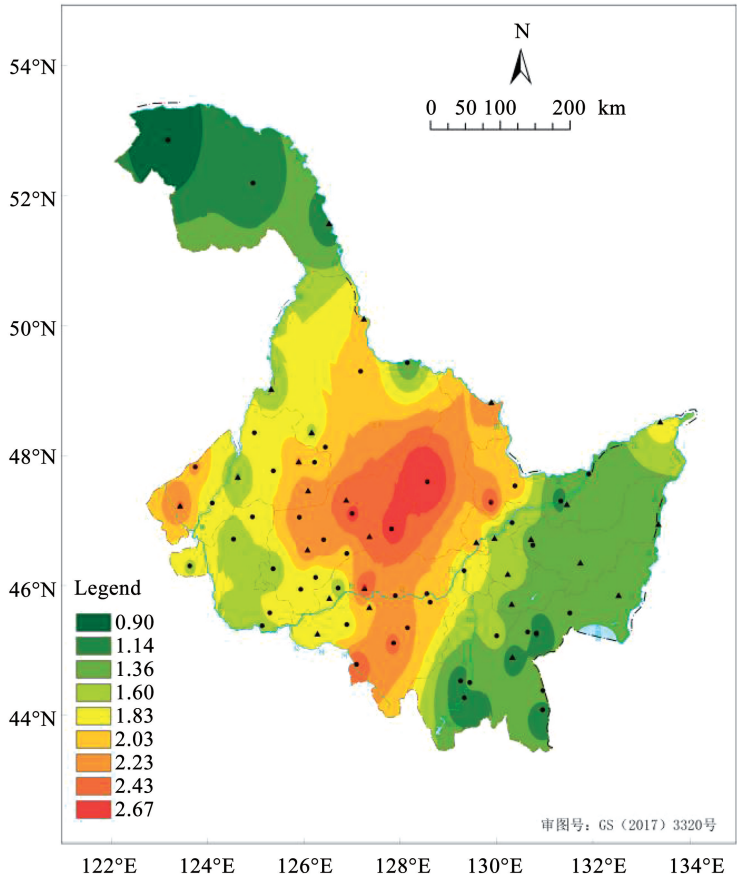 N
0 50 100 200 km
54°N
52°N
50°N
48°N
46°N
44°N
Legend
0.90
1.14
1.36
1.60
1.83
2.03
2.23
2.43
2.67
审图号：GS（2017）3320号
122°E 124°E 126°E 128°E 130°E 132°E 134°E